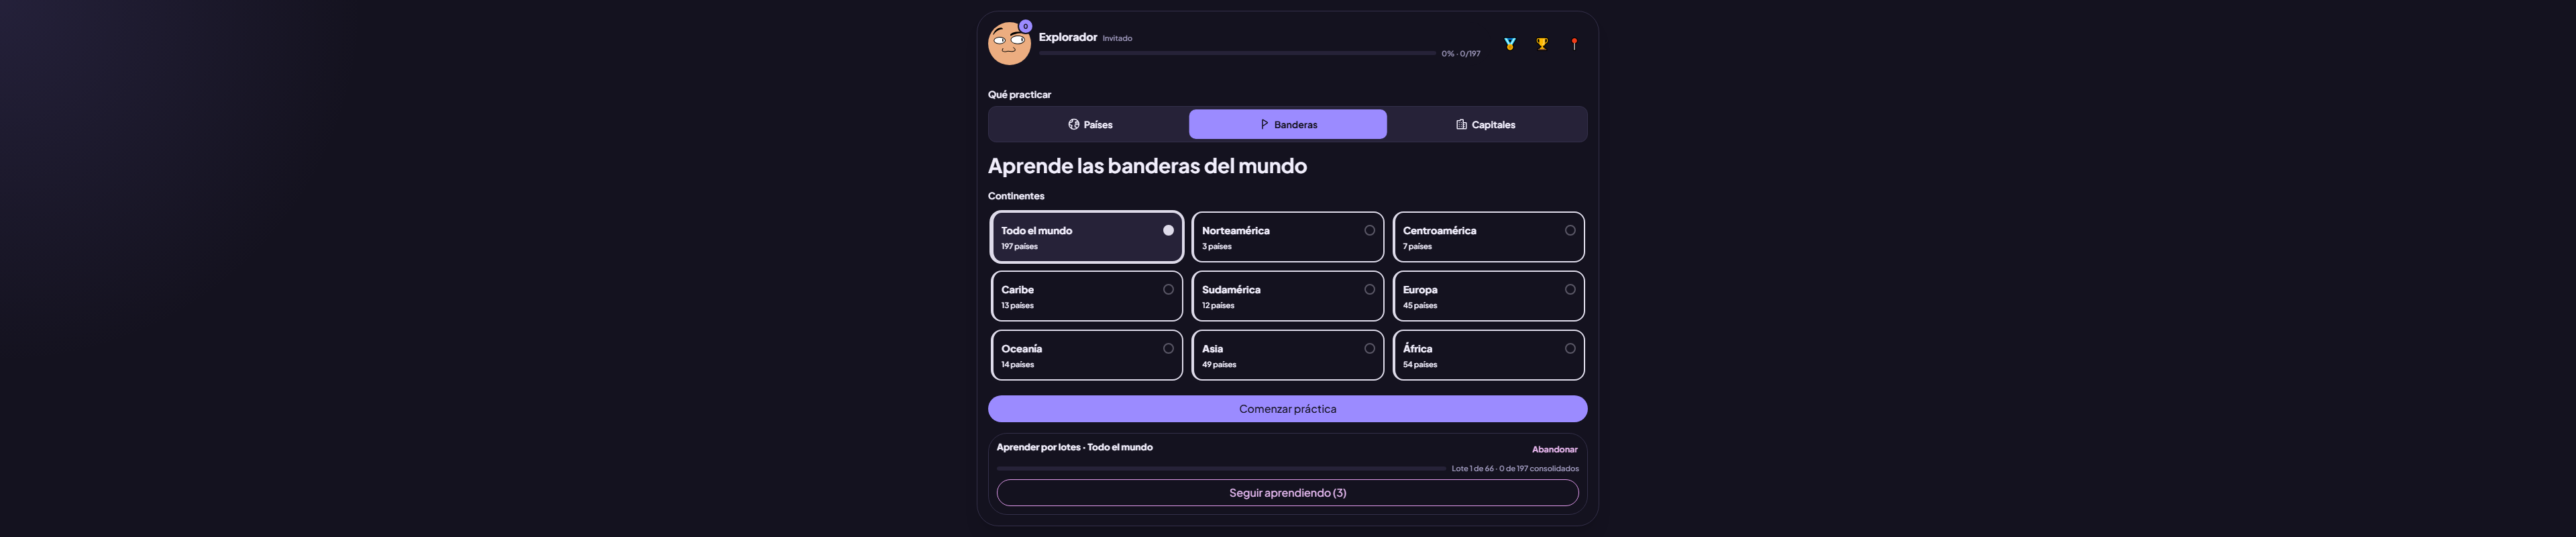 0
Explorador Invitado
0% · 0/197
Qué practicar
Países
Banderas
Capitales
Aprende las banderas del mundo
Continentes
Todo el mundo
197 países
Norteamérica
3 países
Centroamérica
7 países
Caribe
13 países
Sudamérica
12 países
Europa
45 países
Oceanía
14 países
Asia
49 países
África
54 países
Comenzar práctica
Aprender por lotes · Todo el mundo
Abandonar
Lote 1 de 66 · 0 de 197 consolidados
Seguir aprendiendo (3)